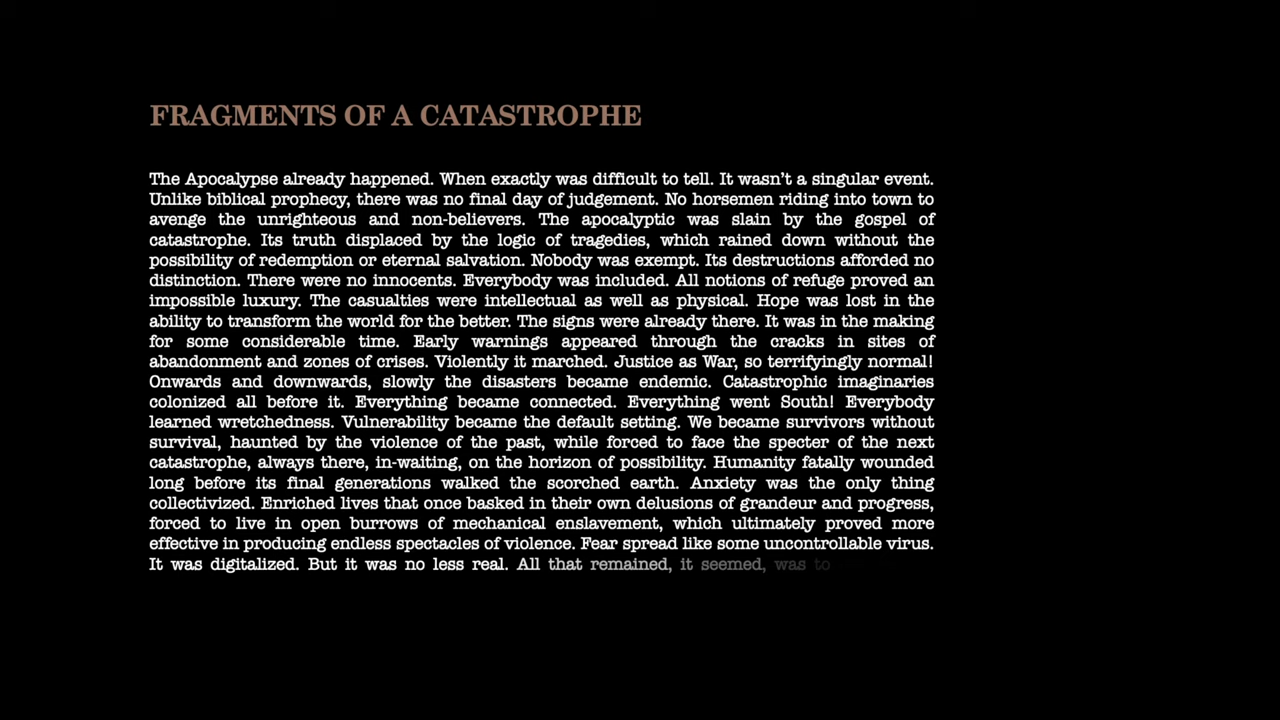 FRAGMENTS OF A CATASTROPHE
The Apocalypse already happened. When exactly was difficult to tell. It wasn't a singular event.
Unlike biblical prophecy, there was no final day of judgement. No horsemen riding into town to
avenge the unrighteous and non-believers. The apocalyptic was slain by the gospel of
catastrophe. Its truth displaced by the logic of tragedies, which rained down without the
possibility of redemption or eternal salvation. Nobody was exempt. Its destructions afforded no
distinction. There were no innocents. Everybody was included. All notions of refuge proved an
impossible luxury. The casualties were intellectual as well as physical. Hope was lost in the
ability to transform the world for the better. The signs were already there. It was in the making
for some considerable time. Early warnings appeared through the cracks in sites of
abandonment and zones of crises. Violently it marched. Justice as War, so terrifyingly normal!
Onwards and downwards, slowly the disasters became endemic. Catastrophic imaginaries
colonized all before it. Everything became connected. Everything went South! Everybody
learned wretchedness. Vulnerability became the default setting. We became survivors without
survival, haunted by the violence of the past, while forced to face the specter of the next
catastrophe, always there, in-waiting, on the horizon of possibility. Humanity fatally wounded
long before its final generations walked the scorched earth. Anxiety was the only thing
collectivized. Enriched lives that once basked in their own delusions of grandeur and progress,
forced to live in open burrows of mechanical enslavement, which ultimately proved more
effective in producing endless spectacles of violence. Fear spread like some uncontrollable virus.
It was digitalized. But it was no less real. All that remained, it seemed, was to